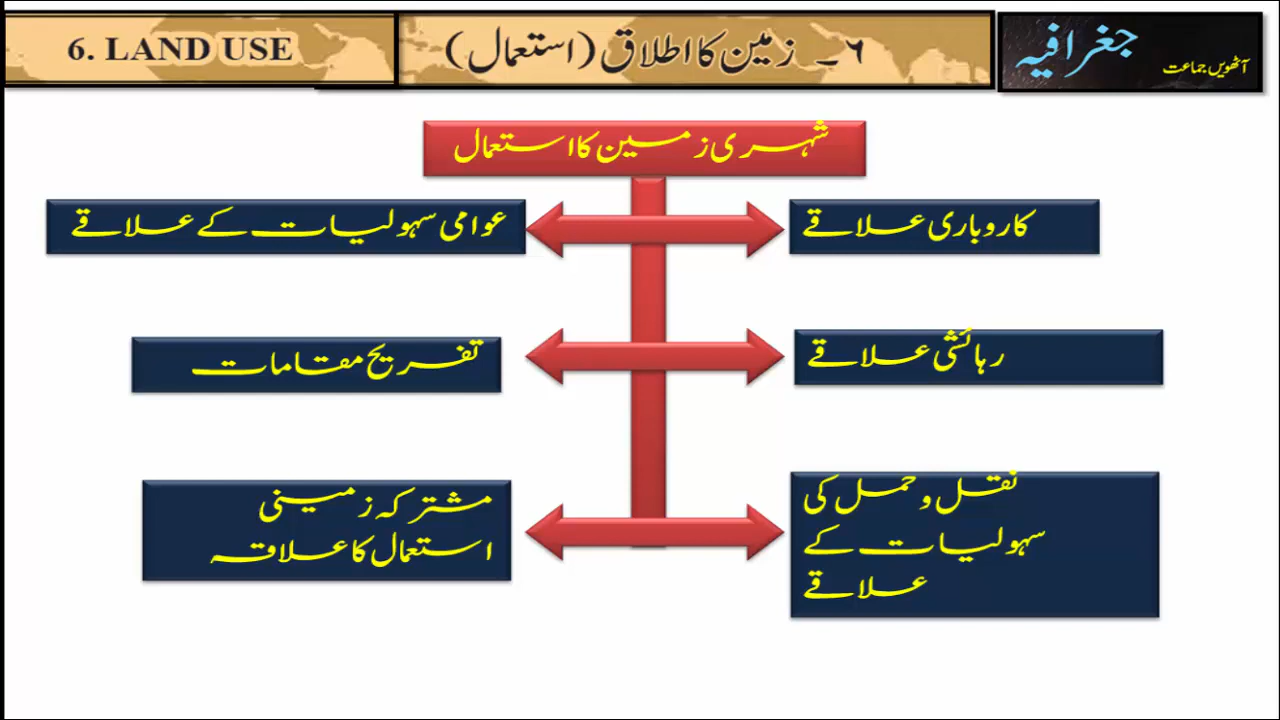 جغرافیہ
آٹھویں جماعت
۶۔ زمین کا اطلاق (استعمال)
6. LAND USE
شہری زمین کا استعمال
کاروباری علاقے
عوامی سہولیات کے علاقے
رہائشی علاقے
تفریح مقامات
نقل و حمل کی
سہولیات کے
علاقے
مشترکہ زمینی
استعمال کا علاقہ